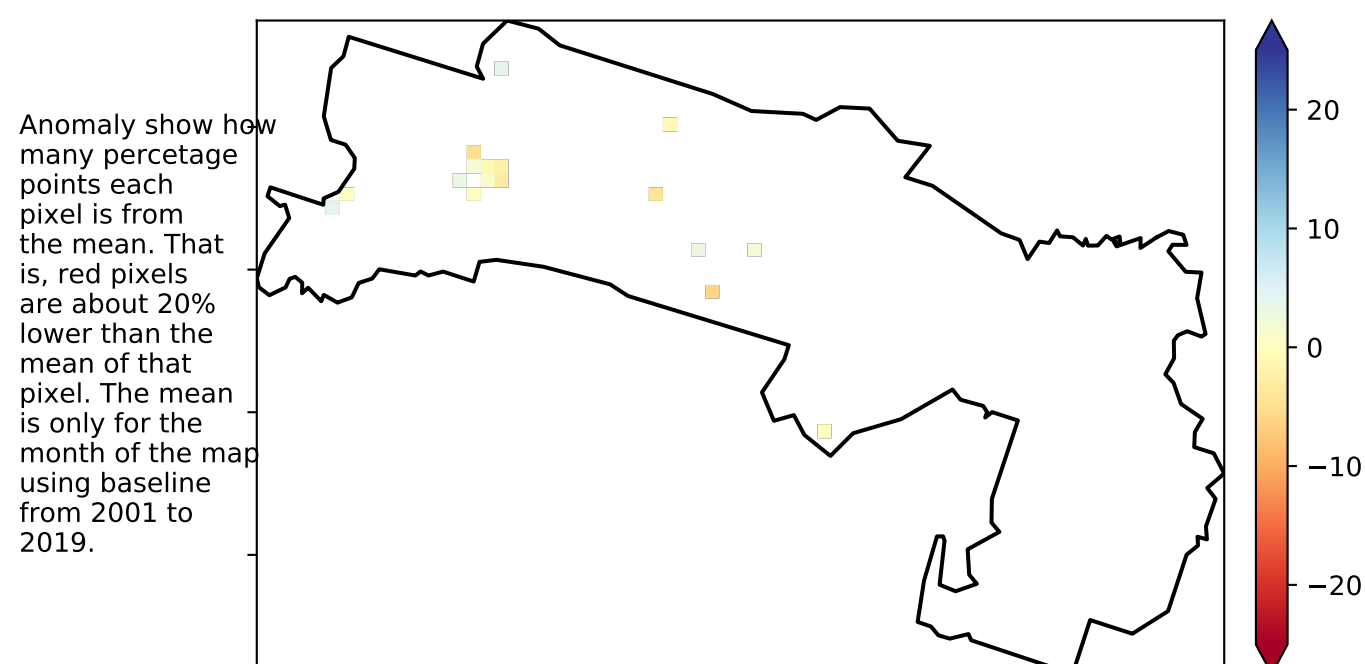 Anomaly show how
many percetage
points each
pixel is from
the mean. That
is, red pixels
are about 20%
lower than the
mean of that
pixel. The mean
is only for the
month of the map
using baseline
from 2001 to
2019.
20
10
0
−10
−20